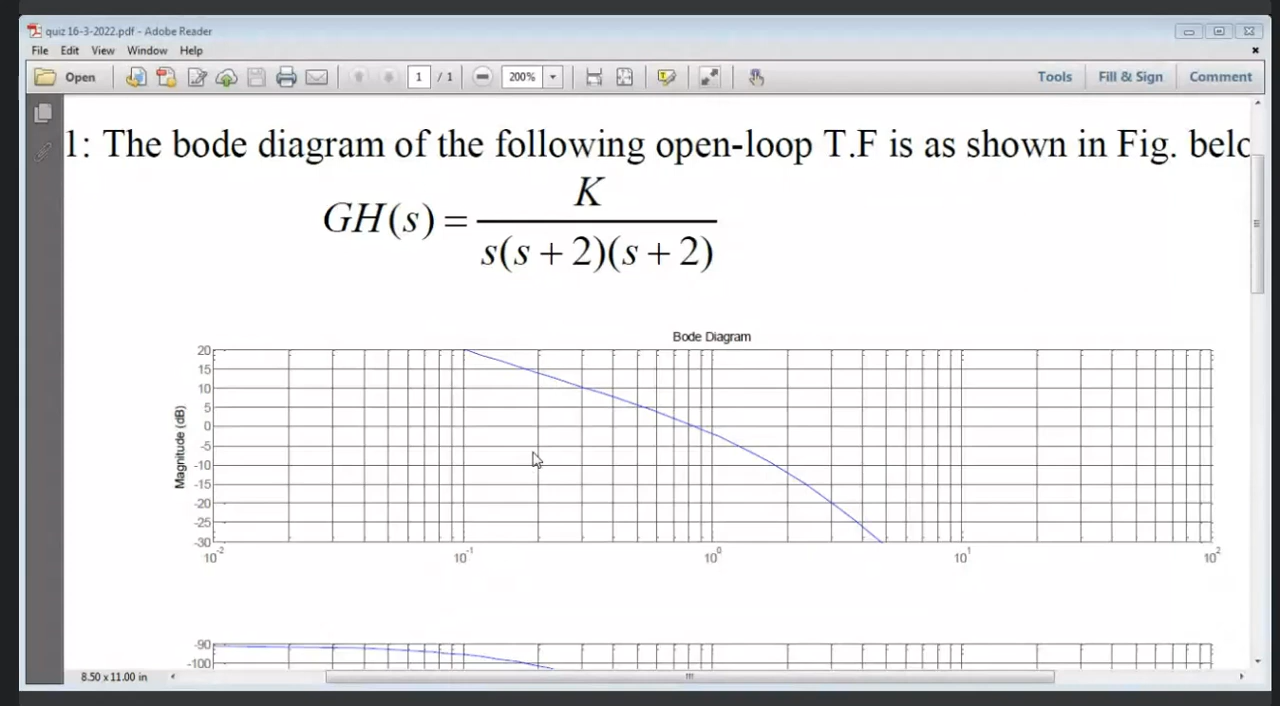 quiz 16-3-2022.pdf - Adobe Reader
File Edit View Window Help
Open 1 / 1 200% Tools Fill & Sign Comment
1: The bode diagram of the following open-loop T.F is as shown in Fig. belo
GH(s) = K
s(s + 2)(s + 2)
Bode Diagram
Magnitude (dB)
20
15
10
5
0
-5
-10
-15
-20
-25
-30
10^-2 10^-1 10^0 10^1 10^2
-90
-100
8.50 x 11.00 in